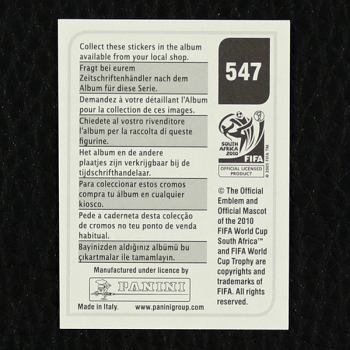 Collect these stickers in the album
available from your local shop.
Fragt bei eurem
Zeitschriftenhändler nach dem
Album für diese Serie.
Demandez à votre détaillant l'Album
pour la collection de ces images.
Chiedete al vostro rivenditore
l'album per la raccolta di queste
figurine.
Het album en de andere
plaatjes zijn verkrijgbaar bij de
tijdschrifthandelaar.
Para coleccionar estos cromos
compra tu álbum en cualquier
kiosco.
Pede a caderneta desta colecção
de cromos no teu ponto de venda
habitual.
Bayinizden aldığınız albümü bu
çıkartmalar ile tamamlayın.
Manufactured under licence by
PANINI
Made in Italy.
www.paninigroup.com
547
SOUTH
AFRICA
2010
FIFA
OFFICIAL LICENSED
PRODUCT
© 2005 FIFA TM
© The Official
Emblem and
Official Mascot
of the 2010
FIFA World Cup
South Africa™
and FIFA World
Cup Trophy are
copyrights and
trademarks of
FIFA. All rights
reserved.